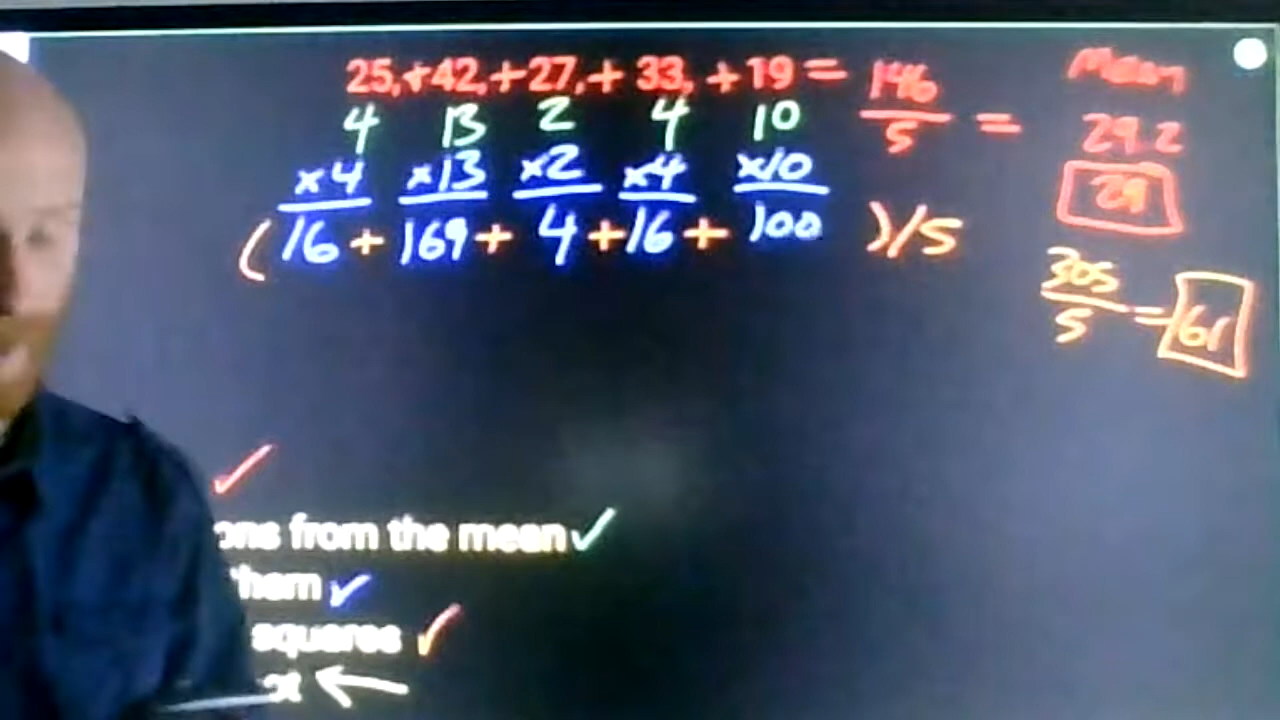 25,+42,+27,+ 33, +19 = 146/5 = 
Mean
29.2
29
4 13 2 4 10
×4 ×13 ×2 ×4 ×10
(16 + 169 + 4 + 16 + 100 )/5
305/5 = 61
ons from the mean ✓
hem ✓
squares ✓